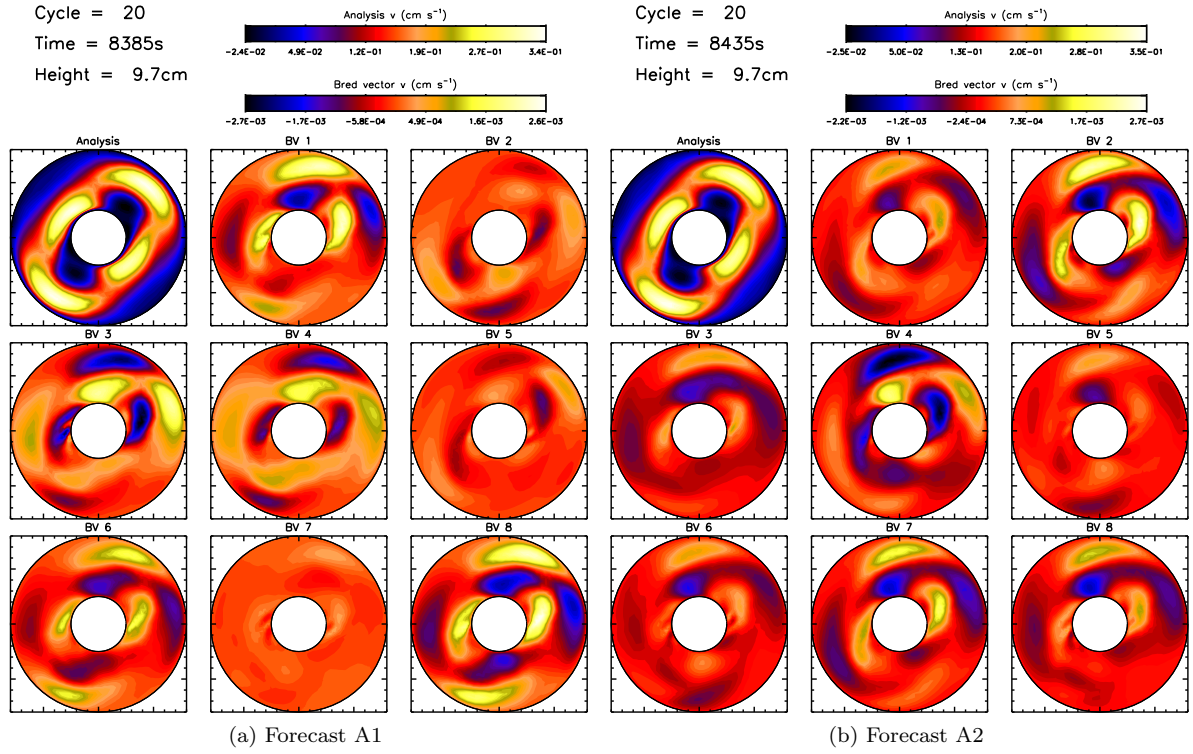 Cycle = 20
Time = 8385s
Height = 9.7cm
Analysis v (cm s⁻¹)
-2.4E-02 4.9E-02 1.2E-01 1.9E-01 2.7E-01 3.4E-01
Bred vector v (cm s⁻¹)
-2.7E-03 -1.7E-03 -5.8E-04 4.9E-04 1.6E-03 2.6E-03
Analysis BV 1 BV 2
BV 3 BV 4 BV 5
BV 6 BV 7 BV 8
(a) Forecast A1
Cycle = 20
Time = 8435s
Height = 9.7cm
Analysis v (cm s⁻¹)
-2.5E-02 5.0E-02 1.3E-01 2.0E-01 2.8E-01 3.5E-01
Bred vector v (cm s⁻¹)
-2.2E-03 -1.2E-03 -2.4E-04 7.3E-04 1.7E-03 2.7E-03
Analysis BV 1 BV 2
BV 3 BV 4 BV 5
BV 6 BV 7 BV 8
(b) Forecast A2